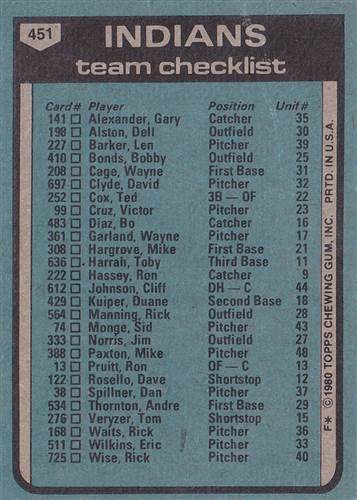 451
INDIANS
team checklist
Card# Player Position Unit#
141 ☐ Alexander, Gary Catcher 35
198 ☐ Alston, Dell Outfield 30
227 ☐ Barker, Len Pitcher 39
410 ☐ Bonds, Bobby Outfield 25
208 ☐ Cage, Wayne First Base 31
697 ☐ Clyde, David Pitcher 32
252 ☐ Cox, Ted 3B — OF 22
99 ☐ Cruz, Victor Pitcher 23
483 ☐ Diaz, Bo Catcher 16
361 ☐ Garland, Wayne Pitcher 17
308 ☐ Hargrove, Mike First Base 21
636 ☐ Harrah, Toby Third Base 11
222 ☐ Hassey, Ron Catcher 9
612 ☐ Johnson, Cliff DH — C 44
429 ☐ Kuiper, Duane Second Base 18
564 ☐ Manning, Rick Outfield 28
74 ☐ Monge, Sid Pitcher 43
333 ☐ Norris, Jim Outfield 27
388 ☐ Paxton, Mike Pitcher 48
13 ☐ Pruitt, Ron OF — C 13
122 ☐ Rosello, Dave Shortstop 12
38 ☐ Spillner, Dan Pitcher 37
534 ☐ Thornton, Andre First Base 29
276 ☐ Veryzer, Tom Shortstop 15
168 ☐ Waits, Rick Pitcher 36
511 ☐ Wilkins, Eric Pitcher 33
725 ☐ Wise, Rick Pitcher 40
F* © 1980 TOPPS CHEWING GUM, INC. PRTD. IN U.S.A.